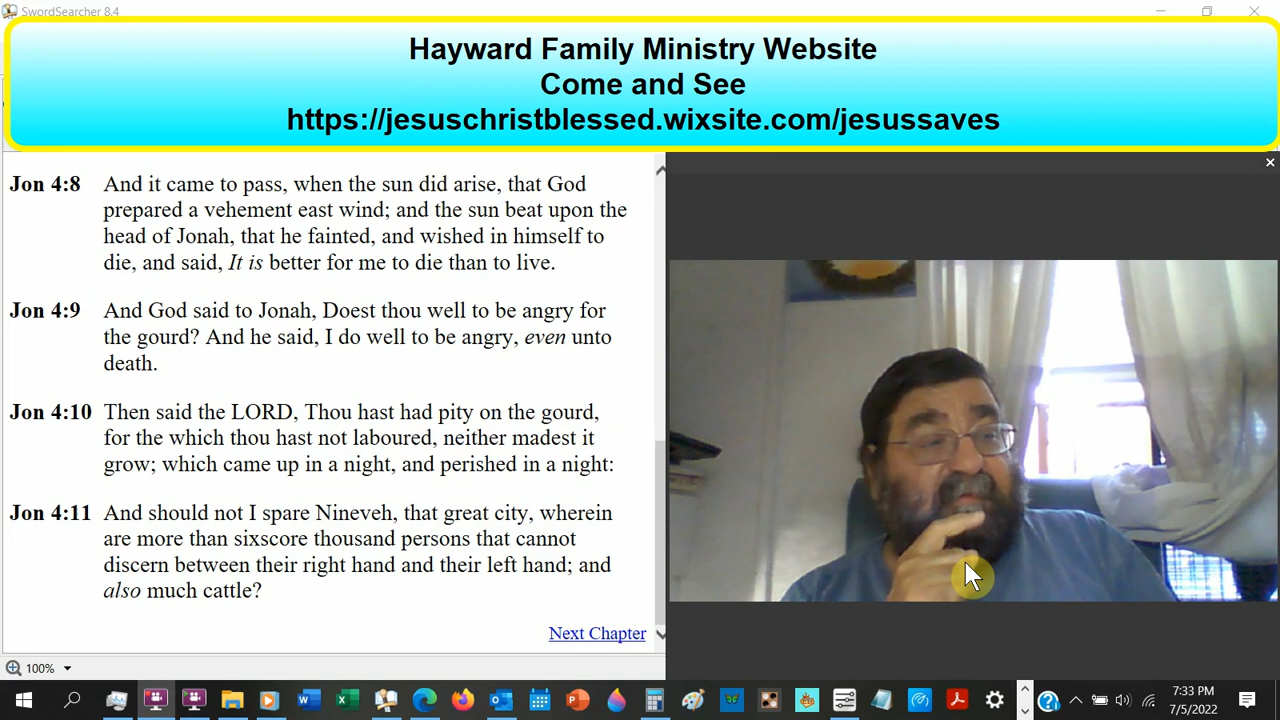 SwordSearcher 8.4
Hayward Family Ministry Website
Come and See
https://jesuschristblessed.wixsite.com/jesussaves
Jon 4:8 And it came to pass, when the sun did arise, that God
prepared a vehement east wind; and the sun beat upon the
head of Jonah, that he fainted, and wished in himself to
die, and said, It is better for me to die than to live.
Jon 4:9 And God said to Jonah, Doest thou well to be angry for
the gourd? And he said, I do well to be angry, even unto
death.
Jon 4:10 Then said the LORD, Thou hast had pity on the gourd,
for the which thou hast not laboured, neither madest it
grow; which came up in a night, and perished in a night:
Jon 4:11 And should not I spare Nineveh, that great city, wherein
are more than sixscore thousand persons that cannot
discern between their right hand and their left hand; and
also much cattle?
Next Chapter
100%
7:33 PM
7/5/2022